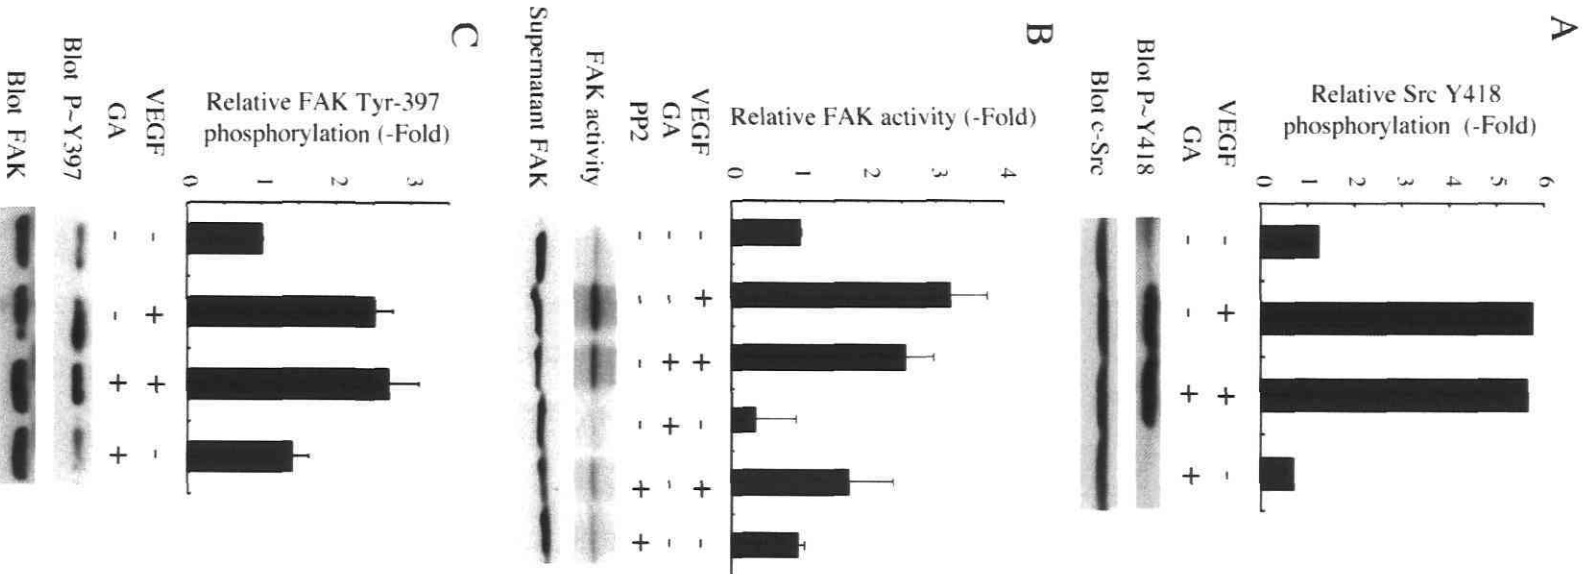 A
Relative Src Y418
phosphorylation (-Fold)
6
5
4
3
2
1
0
VEGF - + + -
GA - - + +
Blot P~Y418
Blot c-Src
B
Relative FAK activity (-Fold)
4
3
2
1
0
VEGF - + + - + -
GA - - + + - -
PP2 - - - - + +
FAK activity
Supernatant FAK
C
Relative FAK Tyr-397
phosphorylation (-Fold)
3
2
1
0
VEGF - + + -
GA - - + +
Blot P~Y397
Blot FAK